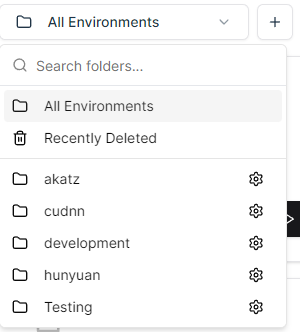 All Environments
Search folders...
All Environments
Recently Deleted
akatz
cudnn
development
hunyuan
Testing